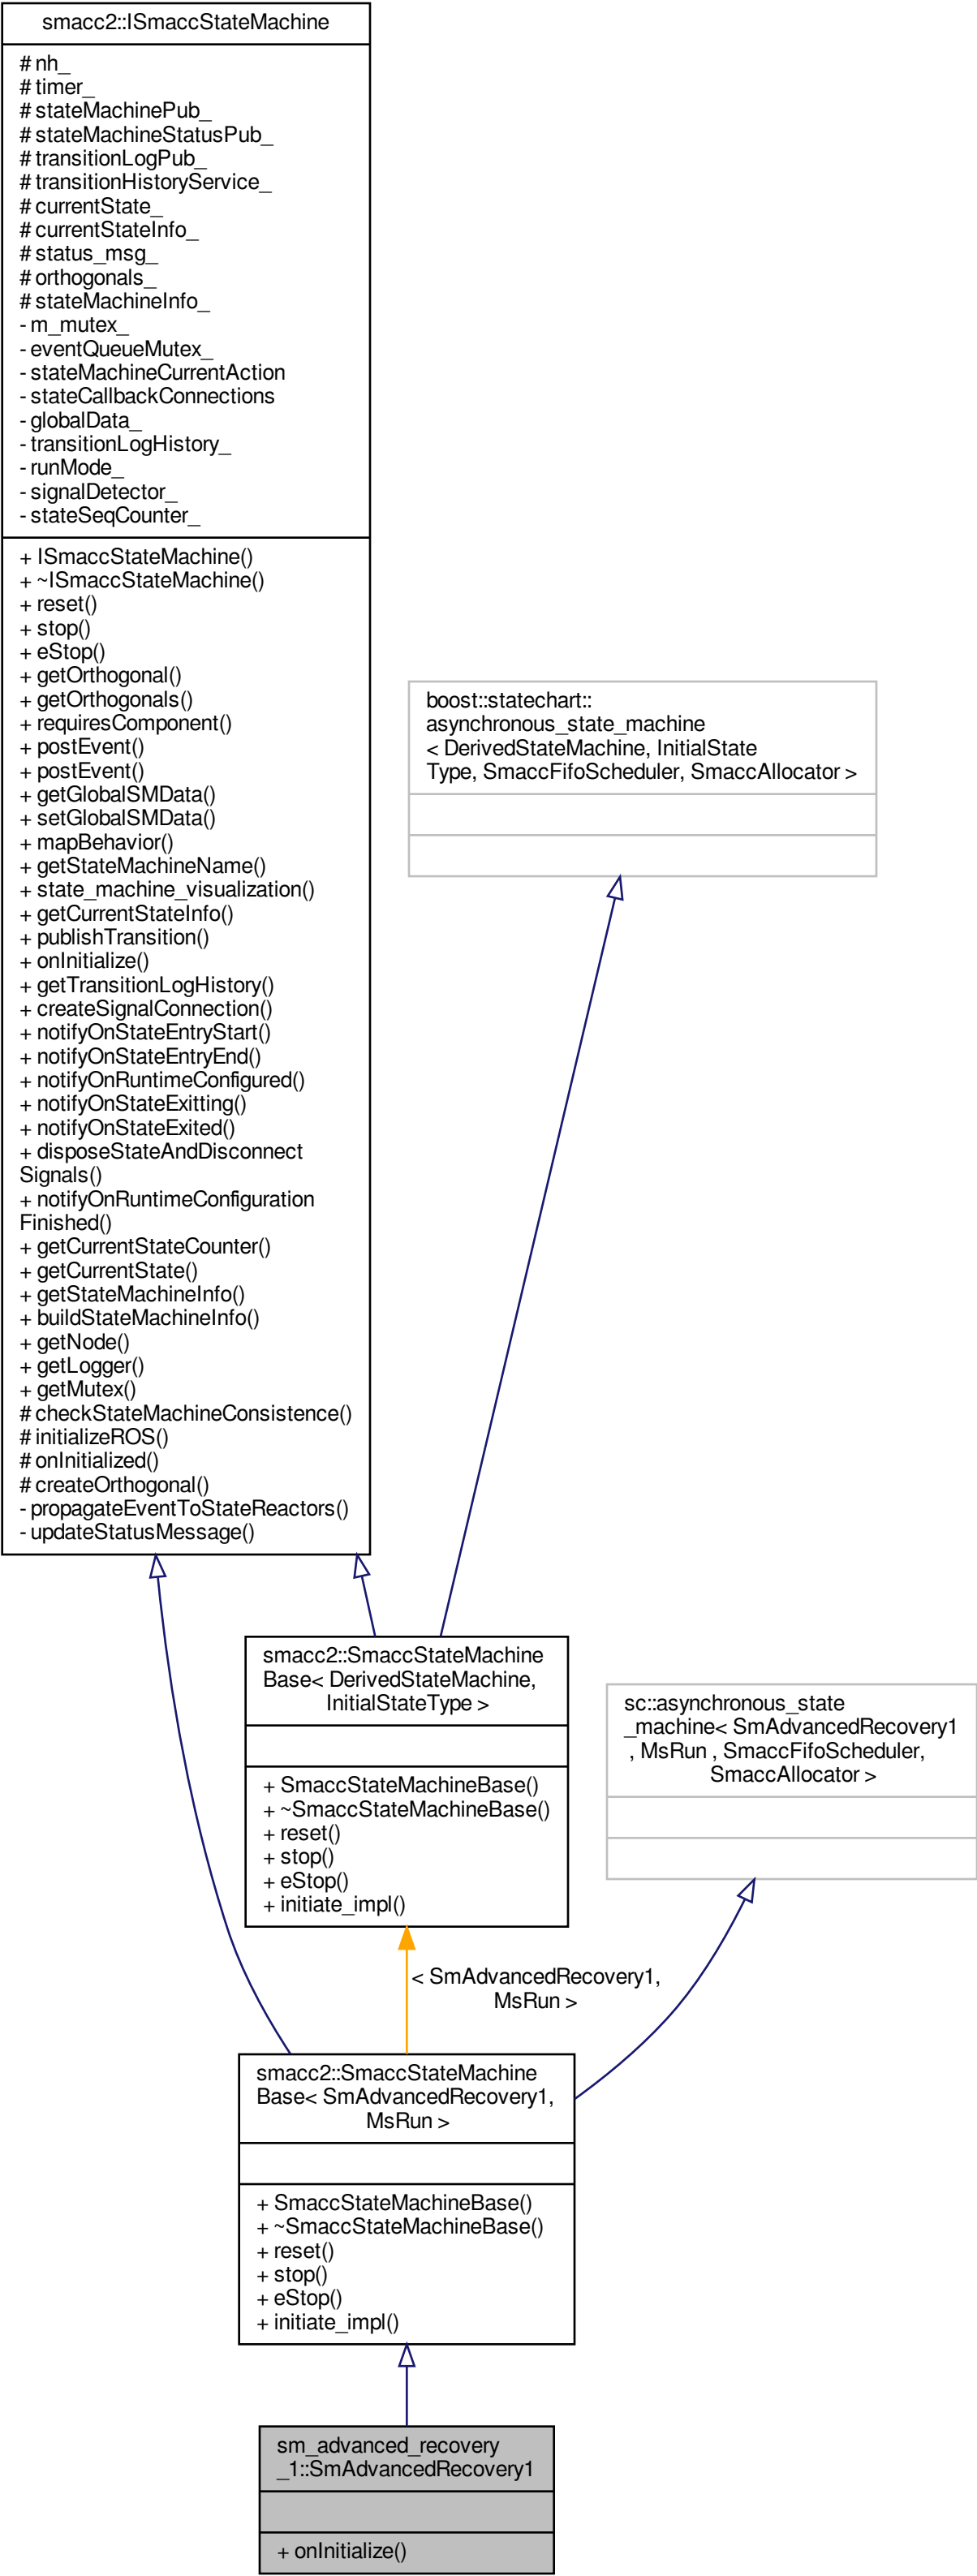 smacc2::ISmaccStateMachine
# nh_
# timer_
# stateMachinePub_
# stateMachineStatusPub_
# transitionLogPub_
# transitionHistoryService_
# currentState_
# currentStateInfo_
# status_msg_
# orthogonals_
# stateMachineInfo_
- m_mutex_
- eventQueueMutex_
- stateMachineCurrentAction
- stateCallbackConnections
- globalData_
- transitionLogHistory_
- runMode_
- signalDetector_
- stateSeqCounter_
+ ISmaccStateMachine()
+ ~ISmaccStateMachine()
+ reset()
+ stop()
+ eStop()
+ getOrthogonal()
+ getOrthogonals()
+ requiresComponent()
+ postEvent()
+ postEvent()
+ getGlobalSMData()
+ setGlobalSMData()
+ mapBehavior()
+ getStateMachineName()
+ state_machine_visualization()
+ getCurrentStateInfo()
+ publishTransition()
+ onInitialize()
+ getTransitionLogHistory()
+ createSignalConnection()
+ notifyOnStateEntryStart()
+ notifyOnStateEntryEnd()
+ notifyOnRuntimeConfigured()
+ notifyOnStateExitting()
+ notifyOnStateExited()
+ disposeStateAndDisconnect
Signals()
+ notifyOnRuntimeConfiguration
Finished()
+ getCurrentStateCounter()
+ getCurrentState()
+ getStateMachineInfo()
+ buildStateMachineInfo()
+ getNode()
+ getLogger()
+ getMutex()
# checkStateMachineConsistence()
# initializeROS()
# onInitialized()
# createOrthogonal()
- propagateEventToStateReactors()
- updateStatusMessage()
boost::statechart::
asynchronous_state_machine
< DerivedStateMachine, InitialState
Type, SmaccFifoScheduler, SmaccAllocator >
smacc2::SmaccStateMachine
Base< DerivedStateMachine,
InitialStateType >
+ SmaccStateMachineBase()
+ ~SmaccStateMachineBase()
+ reset()
+ stop()
+ eStop()
+ initiate_impl()
sc::asynchronous_state
_machine< SmAdvancedRecovery1
, MsRun , SmaccFifoScheduler,
SmaccAllocator >
< SmAdvancedRecovery1,
MsRun >
smacc2::SmaccStateMachine
Base< SmAdvancedRecovery1,
MsRun >
+ SmaccStateMachineBase()
+ ~SmaccStateMachineBase()
+ reset()
+ stop()
+ eStop()
+ initiate_impl()
sm_advanced_recovery
_1::SmAdvancedRecovery1
+ onInitialize()